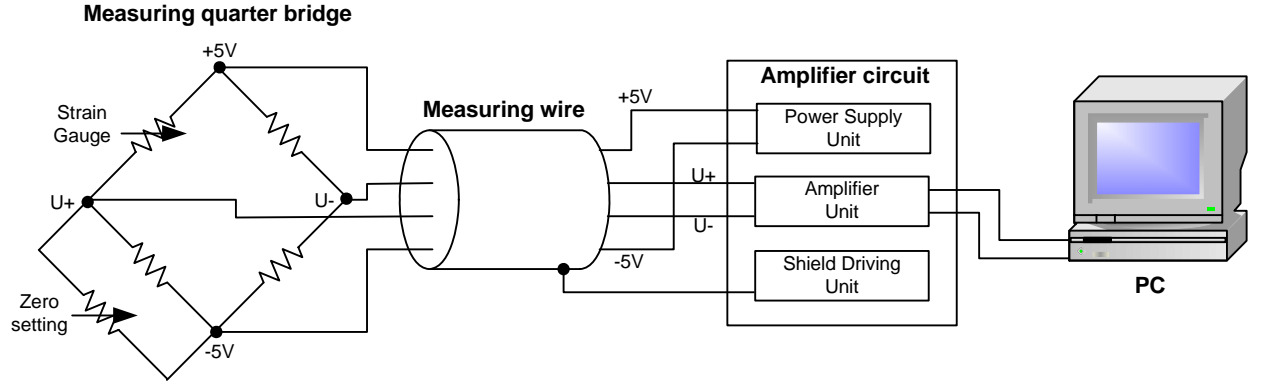 Measuring quarter bridge
+5V
Strain
Gauge
U+
U-
Zero
setting
-5V
Measuring wire
+5V
U+
U-
-5V
Amplifier circuit
Power Supply
Unit
Amplifier
Unit
Shield Driving
Unit
PC